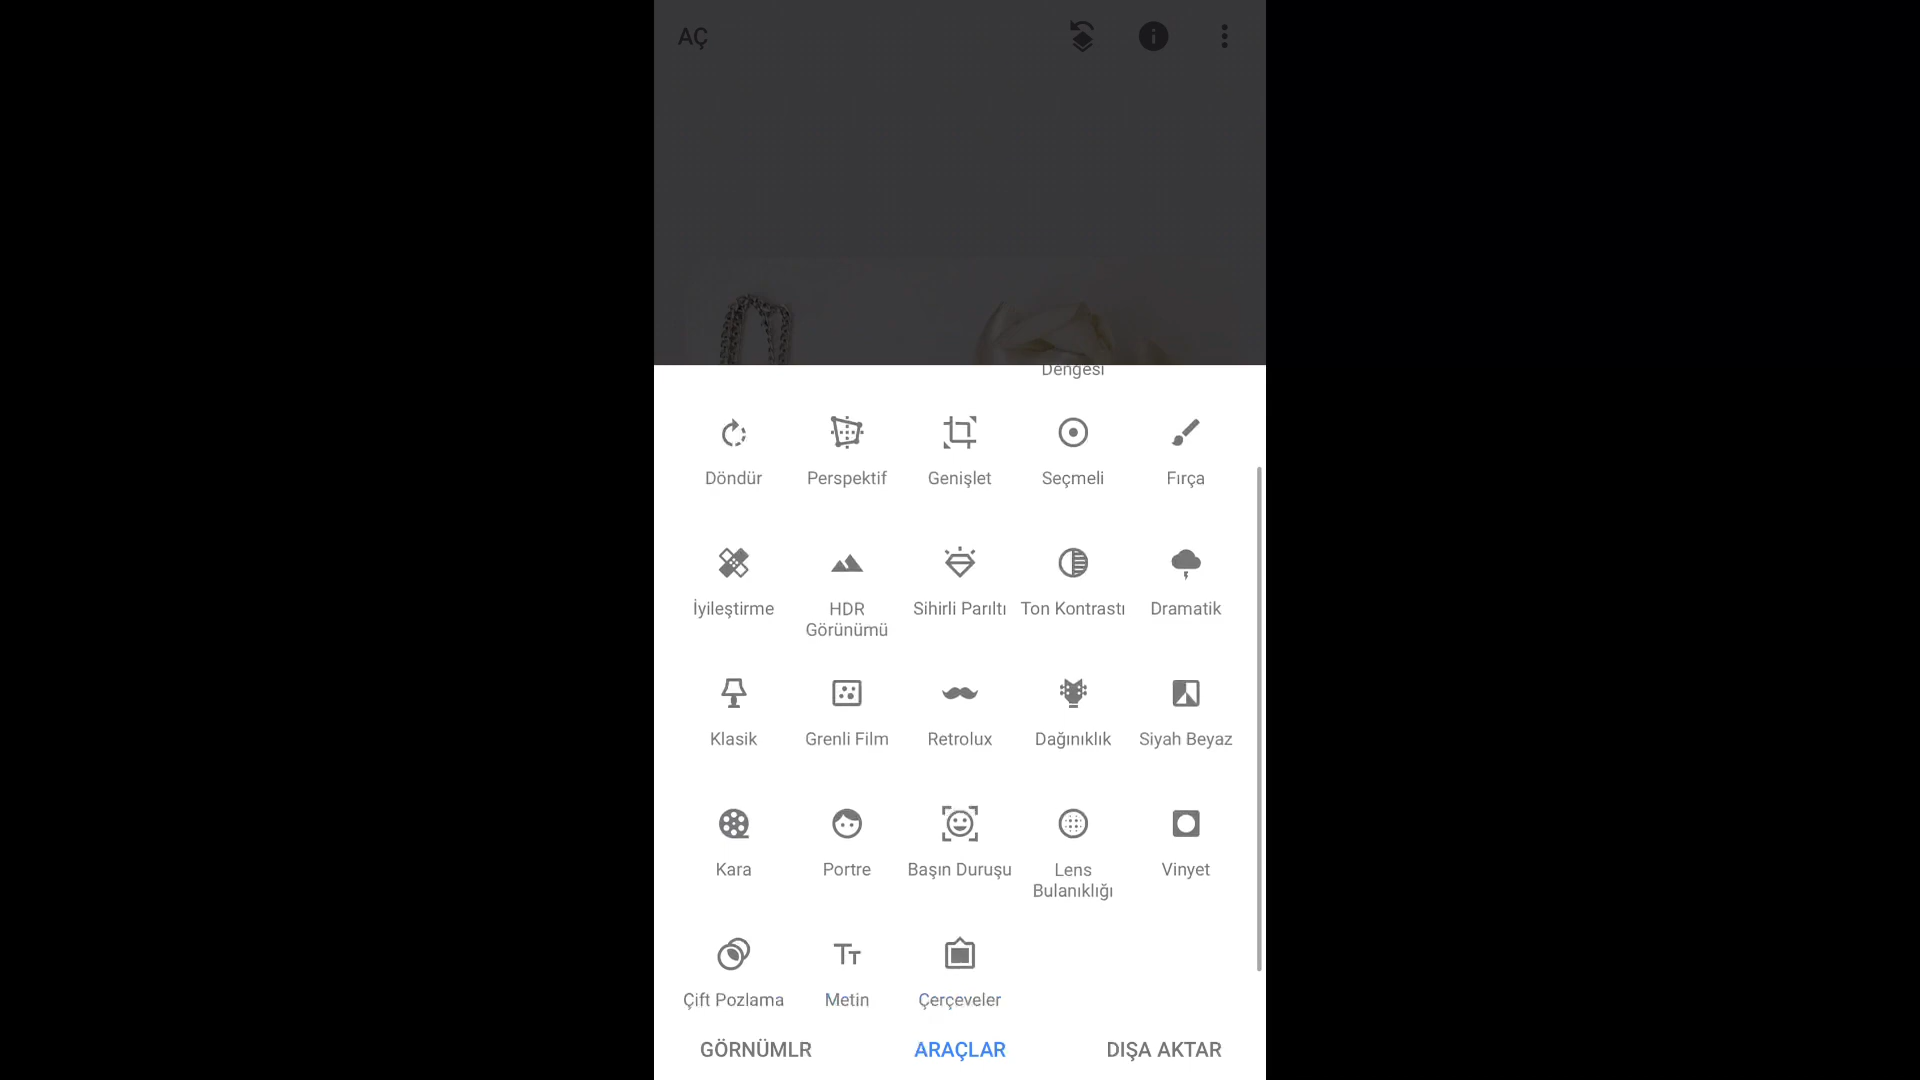 AÇ
Dengesi
Döndür Perspektif Genişlet Seçmeli Fırça
İyileştirme HDR Görünümü Sihirli Parıltı Ton Kontrastı Dramatik
Klasik Grenli Film Retrolux Dağınıklık Siyah Beyaz
Kara Portre Başın Duruşu Lens Bulanıklığı Vinyet
Çift Pozlama Metin Çerçeveler
GÖRNÜMLR ARAÇLAR DIŞA AKTAR